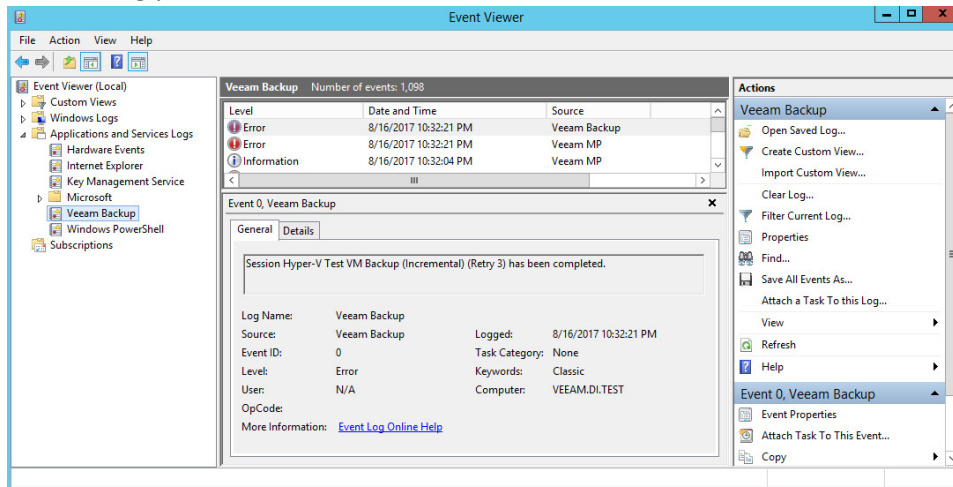 Event Viewer
File Action View Help
Event Viewer (Local)
Custom Views
Windows Logs
Applications and Services Logs
Hardware Events
Internet Explorer
Key Management Service
Microsoft
Veeam Backup
Windows PowerShell
Subscriptions
Veeam Backup Number of events: 1,098
Level Date and Time Source
Error 8/16/2017 10:32:21 PM Veeam Backup
Error 8/16/2017 10:32:21 PM Veeam MP
Information 8/16/2017 10:32:04 PM Veeam MP
Event 0, Veeam Backup
General Details
Session Hyper-V Test VM Backup (Incremental) (Retry 3) has been completed.
Log Name: Veeam Backup
Source: Veeam Backup Logged: 8/16/2017 10:32:21 PM
Event ID: 0 Task Category: None
Level: Error Keywords: Classic
User: N/A Computer: VEEAM.DI.TEST
OpCode:
More Information: Event Log Online Help
Actions
Veeam Backup
Open Saved Log...
Create Custom View...
Import Custom View...
Clear Log...
Filter Current Log...
Properties
Find...
Save All Events As...
Attach a Task To this Log...
View
Refresh
Help
Event 0, Veeam Backup
Event Properties
Attach Task To This Event...
Copy